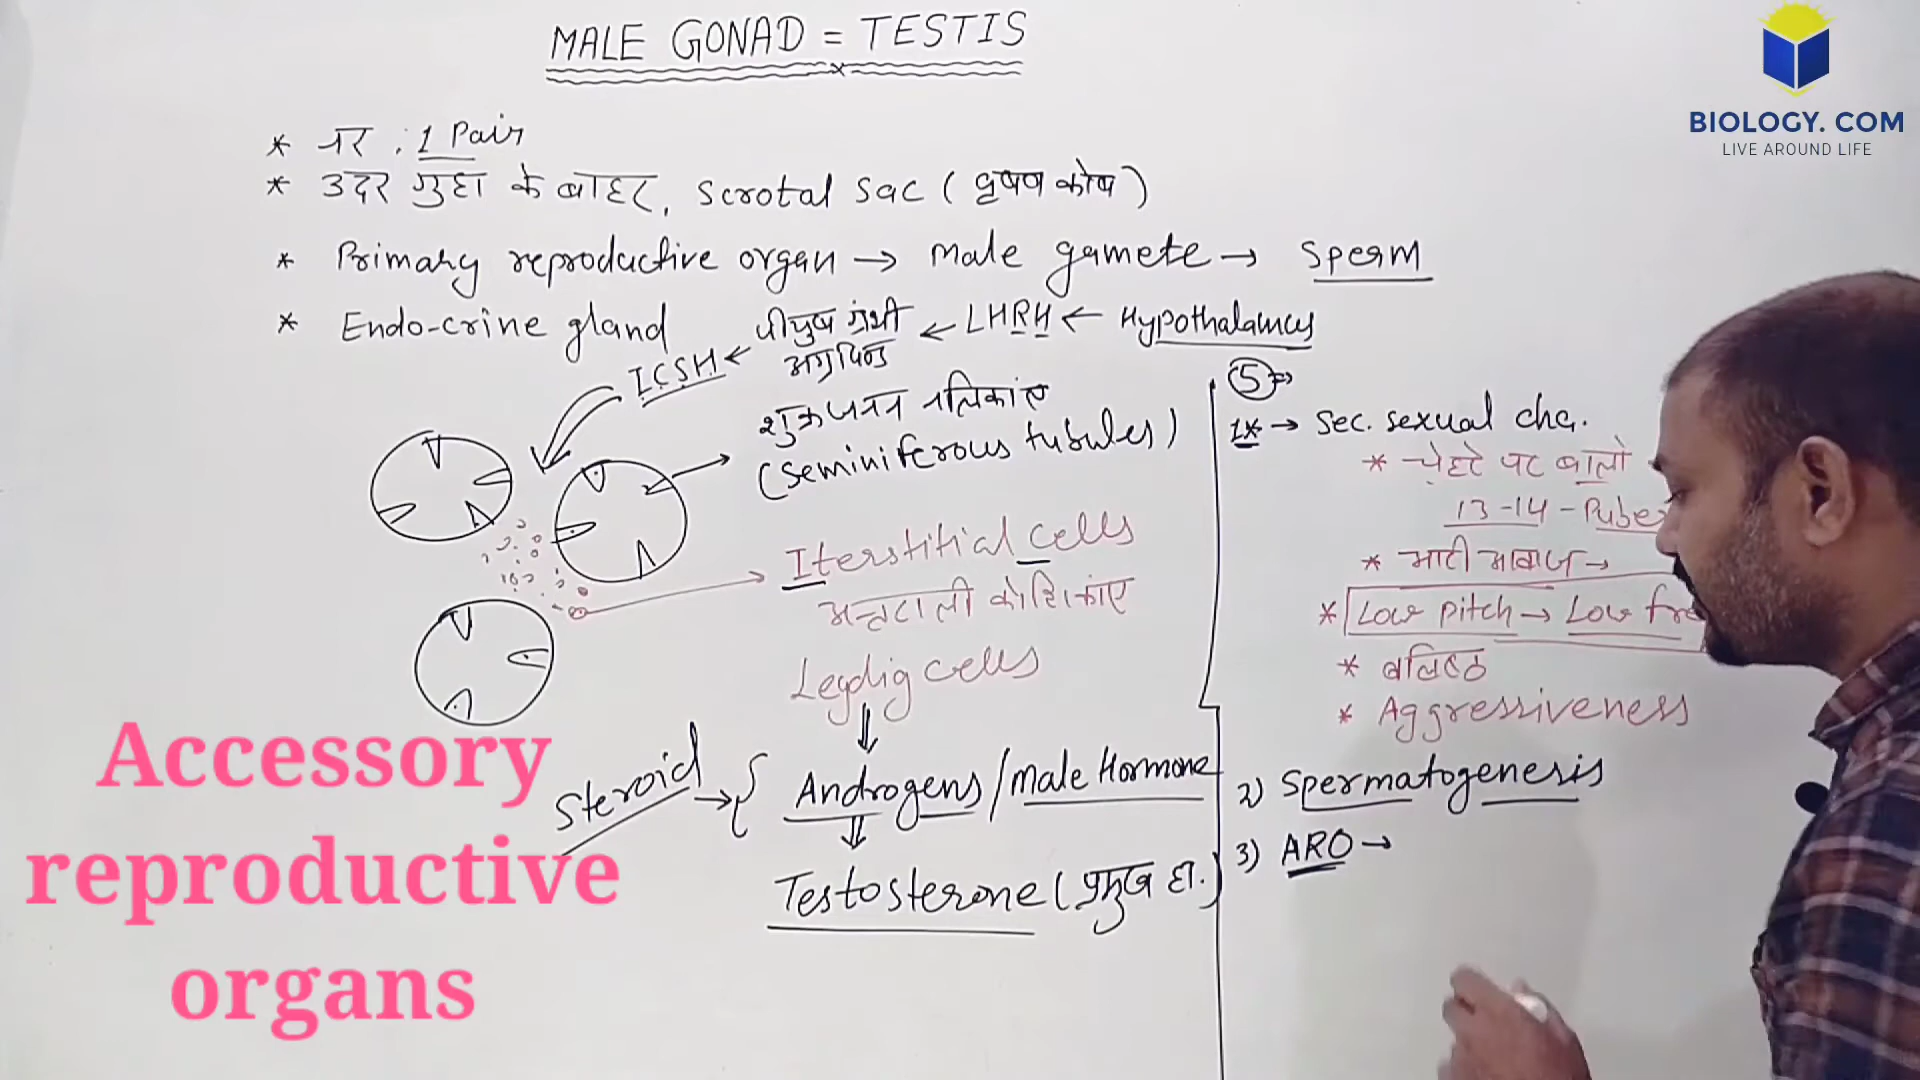 MALE GONAD = TESTIS
BIOLOGY. COM
LIVE AROUND LIFE
* नर : 1 Pair
* उदर गुहा के बाहर, Scrotal Sac (वृषण कोष)
* Primary reproductive organ → Male gamete → Sperm
* Endo-crine gland
ICSH ← पीयुष ग्रंथी ← LHRH ← Hypothalamus
अग्रपिन्ड
शुक्रजनन नलिकांए
(Seminiferous tubules)
Iterstitial Cells
अन्तराली कोशिकांए
Leydig cells
Steroid → { Androgens / Male Hormone
Testosterone (प्रमुख हा.)
5 ⇒
1* → Sec. sexual cha.
* चेहरे पर बालो
13-14 - Pube
* भारी आवाज →
* Low pitch → Low fre
* बलिष्ठ
* Aggressiveness
2) Spermatogenesis
3) ARO →
Accessory
reproductive
organs